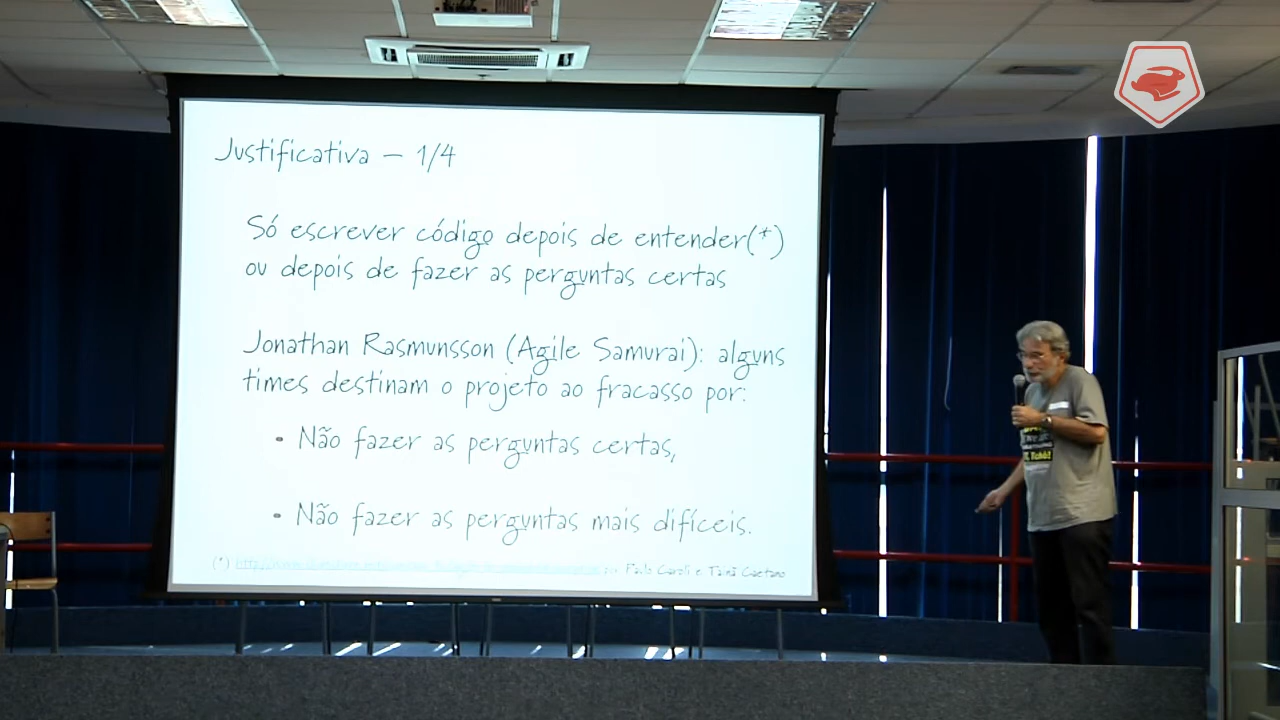 Justificativa – 1/4
Só escrever código depois de entender(*)
ou depois de fazer as perguntas certas
Jonathan Rasmunsson (Agile Samurai): alguns
times destinam o projeto ao fracasso por:
- Não fazer as perguntas certas,
- Não fazer as perguntas mais difíceis.
(*) por Paulo Caroli e Tainã Caetano
Tchê!